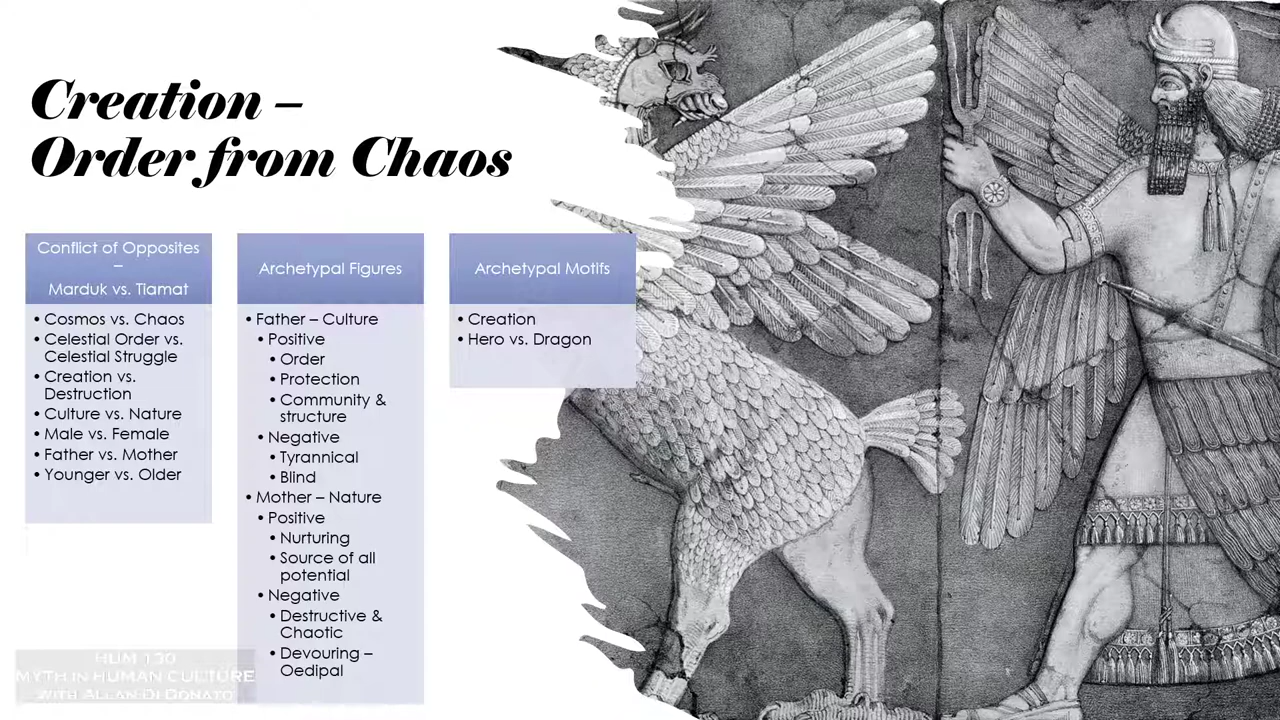 Creation –
Order from Chaos
Conflict of Opposites
–
Marduk vs. Tiamat
• Cosmos vs. Chaos
• Celestial Order vs.
Celestial Struggle
• Creation vs.
Destruction
• Culture vs. Nature
• Male vs. Female
• Father vs. Mother
• Younger vs. Older
Archetypal Figures
• Father – Culture
• Positive
• Order
• Protection
• Community &
structure
• Negative
• Tyrannical
• Blind
• Mother – Nature
• Positive
• Nurturing
• Source of all
potential
• Negative
• Destructive &
Chaotic
• Devouring –
Oedipal
Archetypal Motifs
• Creation
• Hero vs. Dragon
HUM 130
MYTH IN HUMAN CULTURE
WITH ALLAN DI DONATO